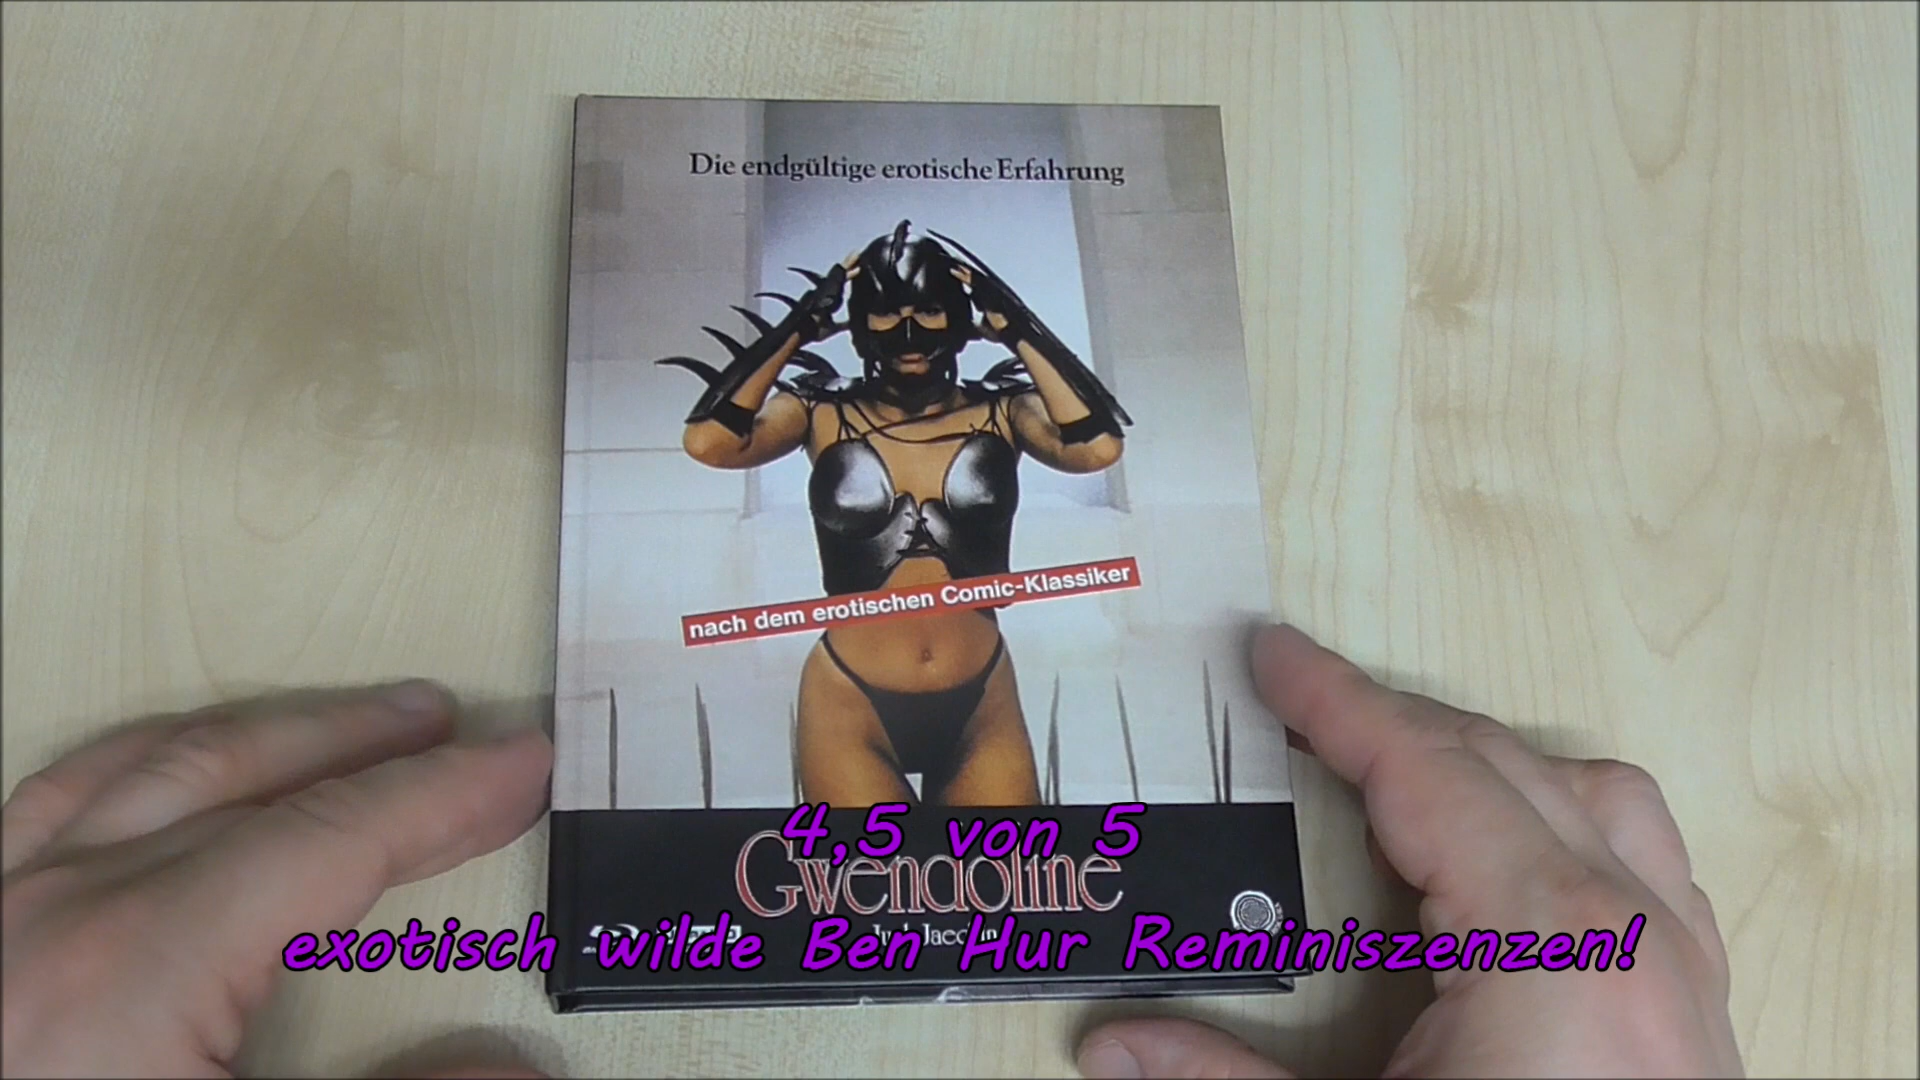 Die endgültige erotische Erfahrung
nach dem erotischen Comic-Klassiker
4,5 von 5
Gwendoline
exotisch wilde Ben Hur Reminiszenzen!